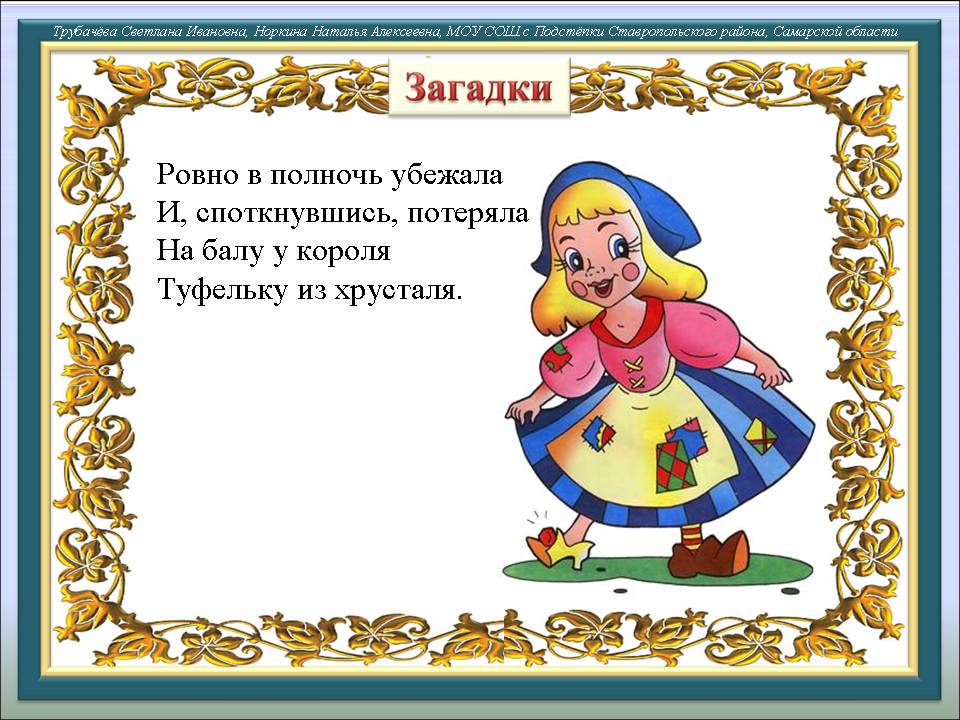 Трубачёва Светлана Ивановна, Норкина Наталья Алексеевна, МОУ СОШ с. Подстёпки Ставропольского района, Самарской области
Загадки
Ровно в полночь убежала
И, споткнувшись, потеряла
На балу у короля
Туфельку из хрусталя.